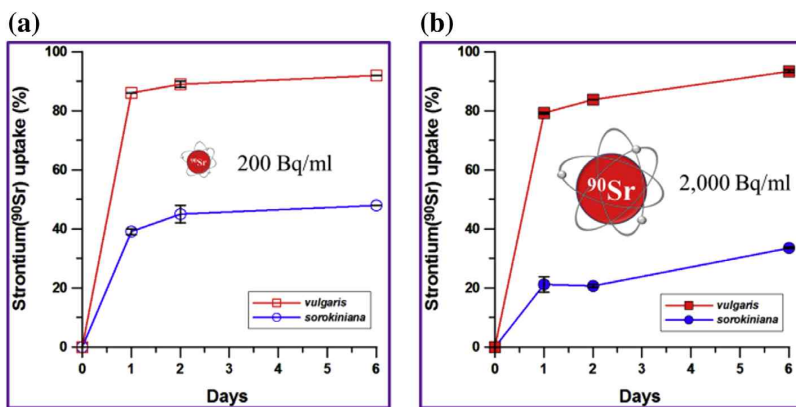 (a)
Strontium(⁹⁰Sr) uptake (%)
100
80
60
40
20
0
⁹⁰Sr
200 Bq/ml
vulgaris
sorokiniana
0 1 2 3 4 5 6
Days
(b)
Strontium(⁹⁰Sr) uptake (%)
100
80
60
40
20
0
⁹⁰Sr
2,000 Bq/ml
vulgaris
sorokiniana
0 1 2 3 4 5 6
Days